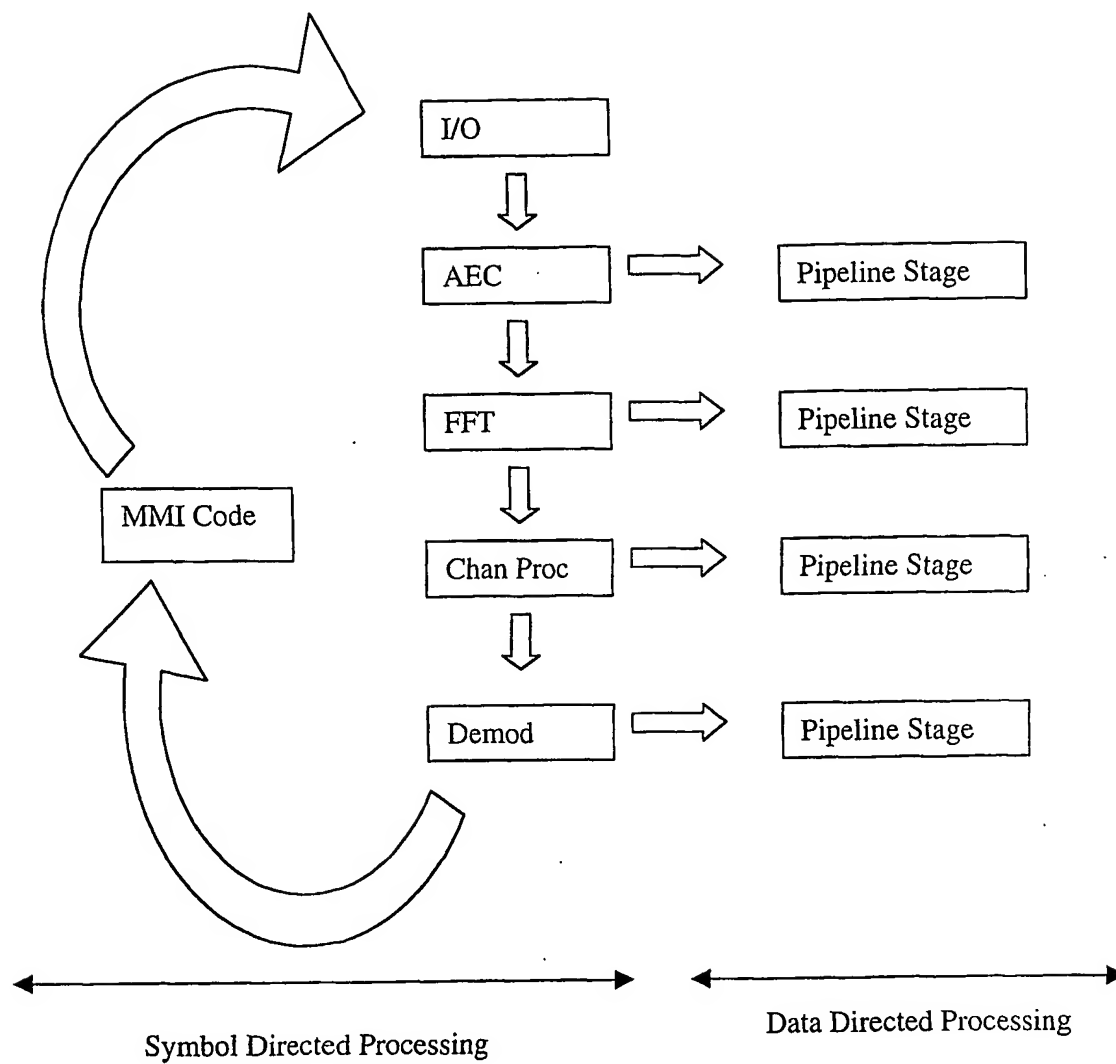 I/O
AEC
Pipeline Stage
FFT
Pipeline Stage
MMI Code
Chan Proc
Pipeline Stage
Demod
Pipeline Stage
Symbol Directed Processing
Data Directed Processing